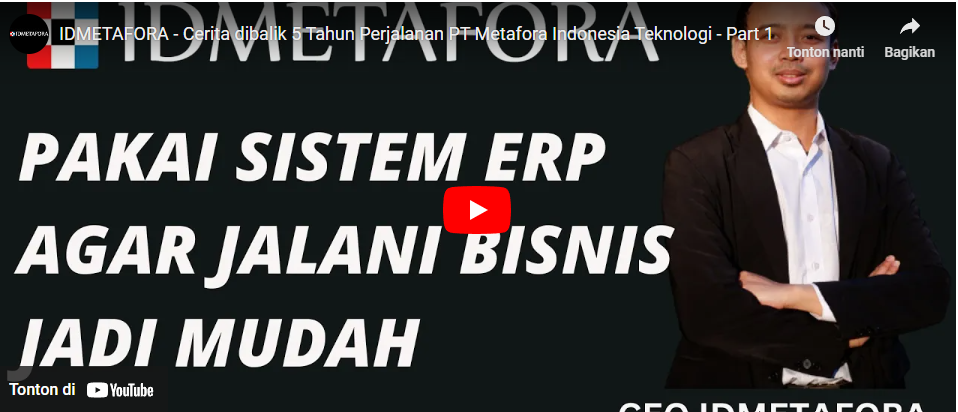 IDMETAFORA
IDMETAFORA - Cerita dibalik 5 Tahun Perjalanan PT Metafora Indonesia Teknologi - Part 1
Tonton nanti
Bagikan
PAKAI SISTEM ERP
AGAR JALANI BISNIS
JADI MUDAH
Tonton di YouTube
CEO IDMETAFORA